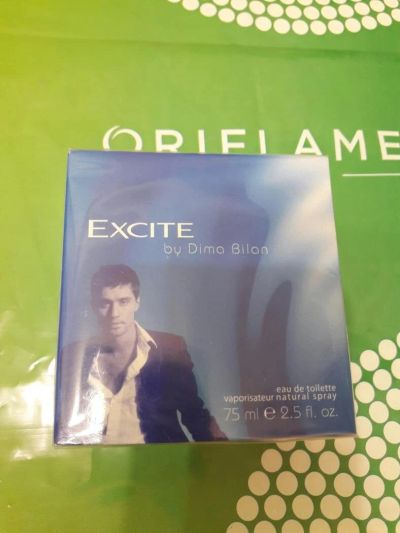 ORIFLAME
EXCITE
by Dima Bilan
eau de toilette
vaporisateur natural spray
75 ml e 2.5 fl. oz.